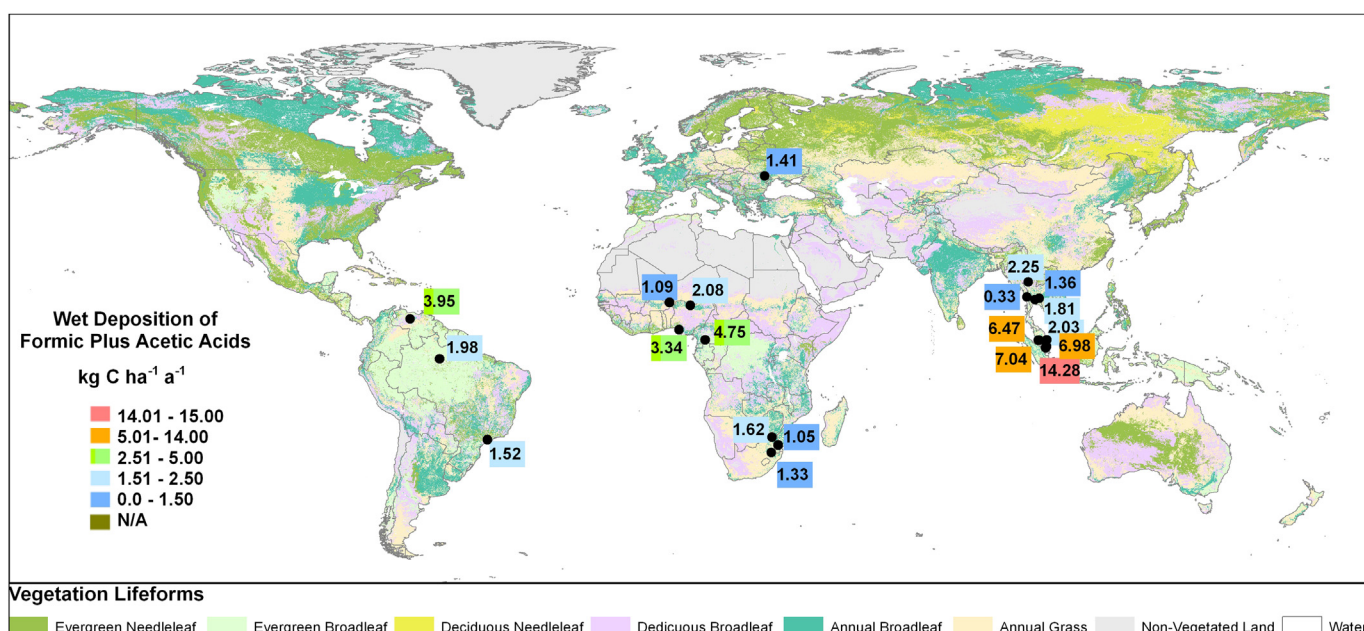 1.41
2.25
1.36
0.33
1.81
1.09
2.08
3.95
6.47
2.03
3.34
4.75
6.98
7.04
14.28
1.98
1.62
1.05
1.52
1.33
Wet Deposition of
Formic Plus Acetic Acids
kg C ha⁻¹ a⁻¹
14.01 - 15.00
5.01- 14.00
2.51 - 5.00
1.51 - 2.50
0.0 - 1.50
N/A
Vegetation Lifeforms
Evergreen Needleleaf Evergreen Broadleaf Deciduous Needleleaf Dedicuous Broadleaf Annual Broadleaf Annual Grass Non-Vegetated Land Water